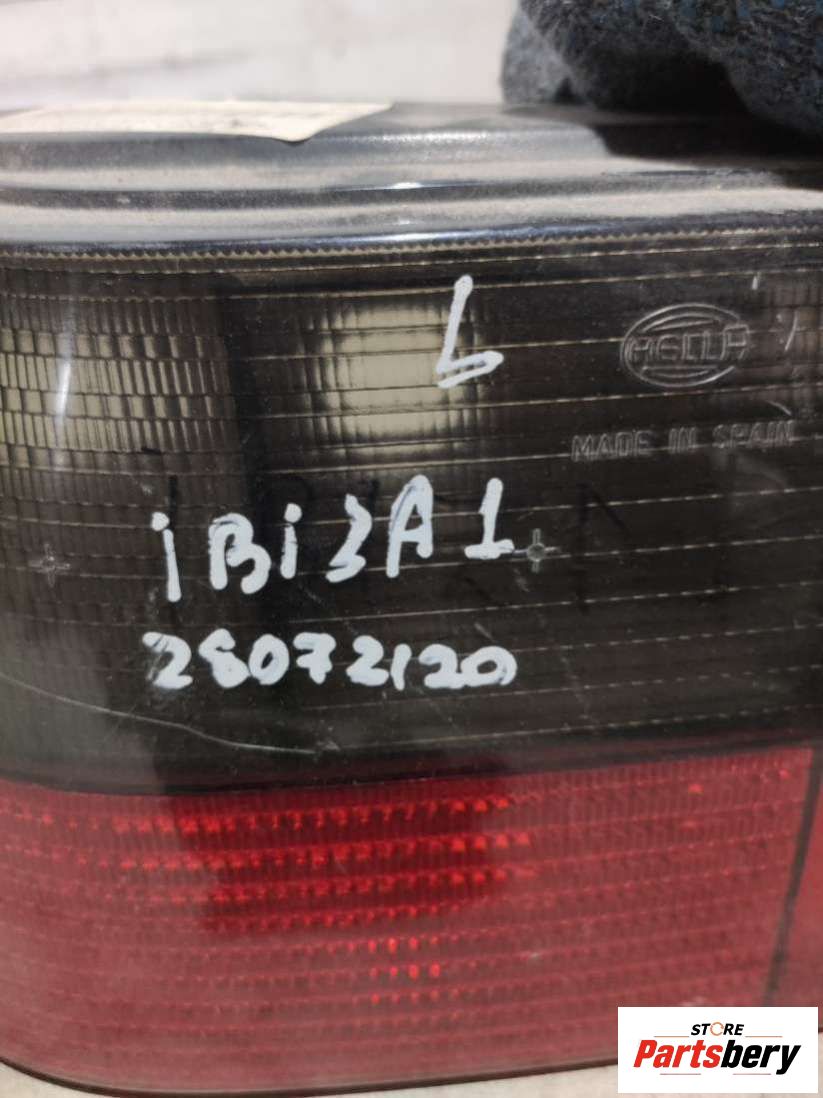 L
HELLA
MADE IN SPAIN
iBi3A1
28072120
STORE
Partsbery